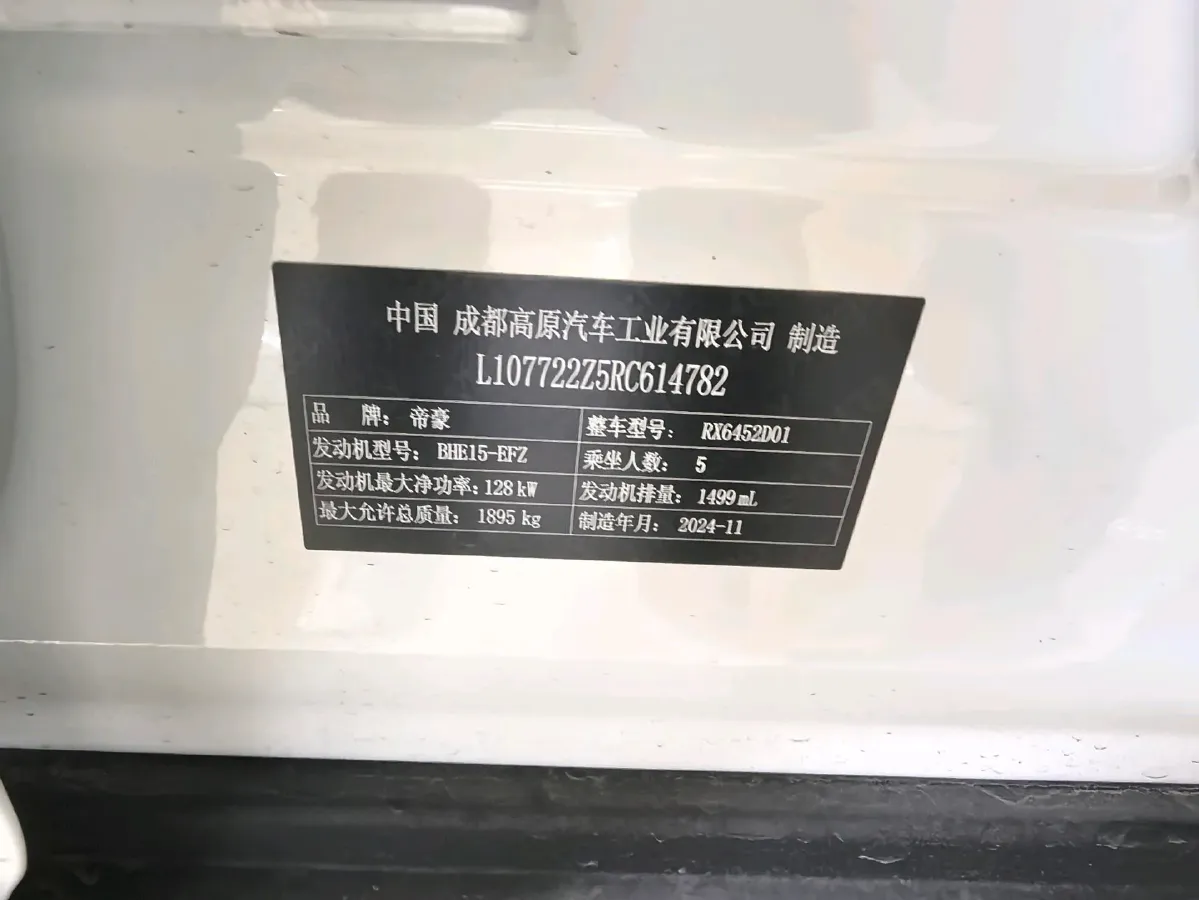 中国 成都高原汽车工业有限公司 制造
L107722Z5RC614782
品 牌： 帝豪 整车型号： RX6452D01
发动机型号： BHE15-EFZ 乘坐人数： 5
发动机最大净功率：128 kW 发动机排量： 1499 mL
最大允许总质量： 1895 kg 制造年月： 2024-11